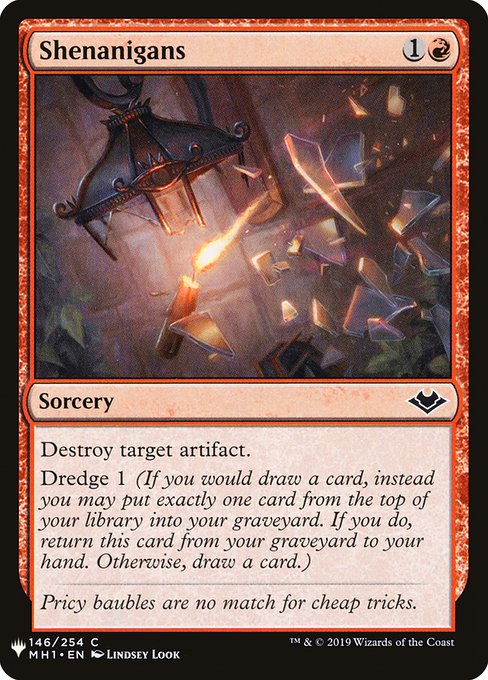 Shenanigans 1
Sorcery
Destroy target artifact.
Dredge 1 (If you would draw a card, instead
you may put exactly one card from the top of
your library into your graveyard. If you do,
return this card from your graveyard to your
hand. Otherwise, draw a card.)
Pricy baubles are no match for cheap tricks.
146/254 C
MH1 • EN Lindsey Look
™ & © 2019 Wizards of the Coast